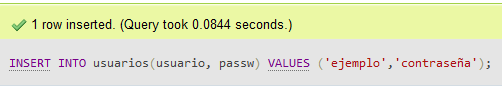 1 row inserted. (Query took 0.0844 seconds.)
INSERT INTO usuarios(usuario, passw) VALUES ('ejemplo','contraseña');